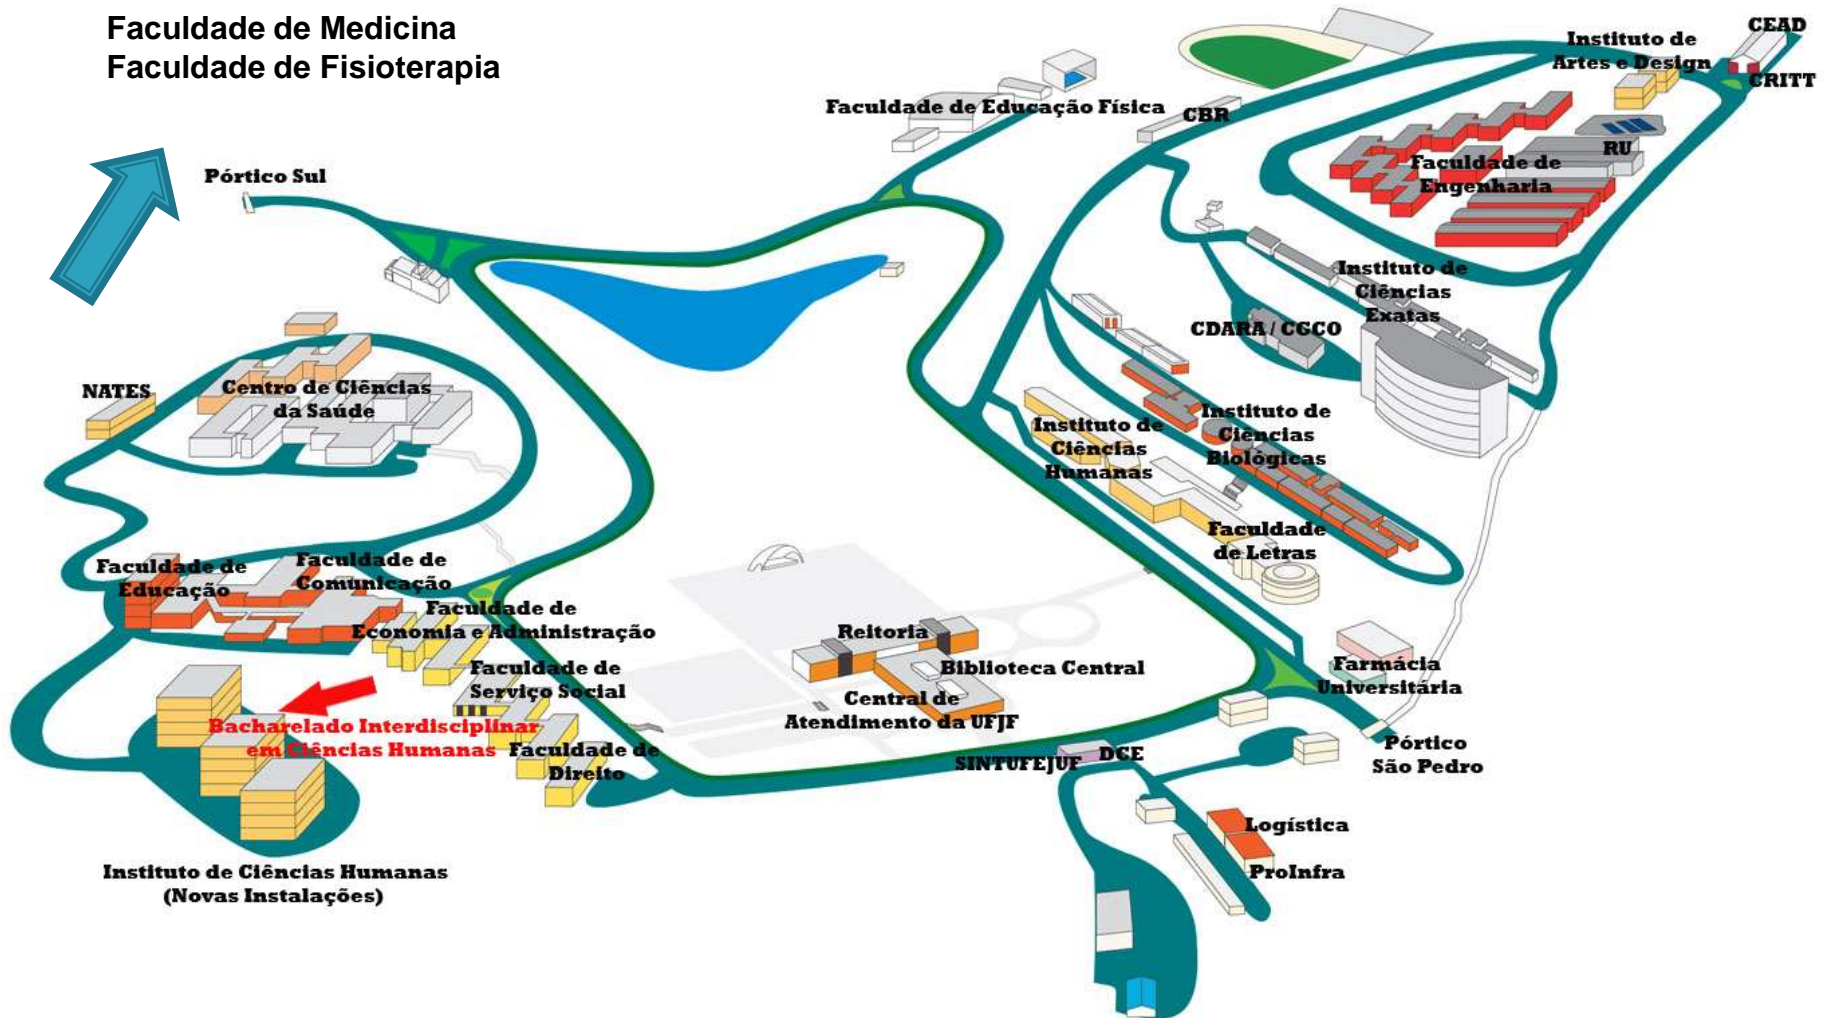 Faculdade de Medicina
Faculdade de Fisioterapia
CEAD
Instituto de
Artes e Design
CRITT
Faculdade de Educação Física
CBR
RU
Faculdade de
Engenharia
Pórtico Sul
Instituto de
Ciências
Exatas
CDARA / CGCO
NATES
Centro de Ciências
da Saúde
Instituto de
Ciências
Humanas
Instituto de
Ciências
Biológicas
Faculdade
de Letras
Faculdade de
Educação
Faculdade de
Comunicação
Faculdade de
Economia e Administração
Reitoria
Biblioteca Central
Central de
Atendimento da UFJF
Farmácia
Universitária
Faculdade de
Serviço Social
Bacharelado Interdisciplinar
em Ciências Humanas
Faculdade de
Direito
SINTUFEJUF
DCE
Pórtico
São Pedro
Logística
ProInfra
Instituto de Ciências Humanas
(Novas Instalações)